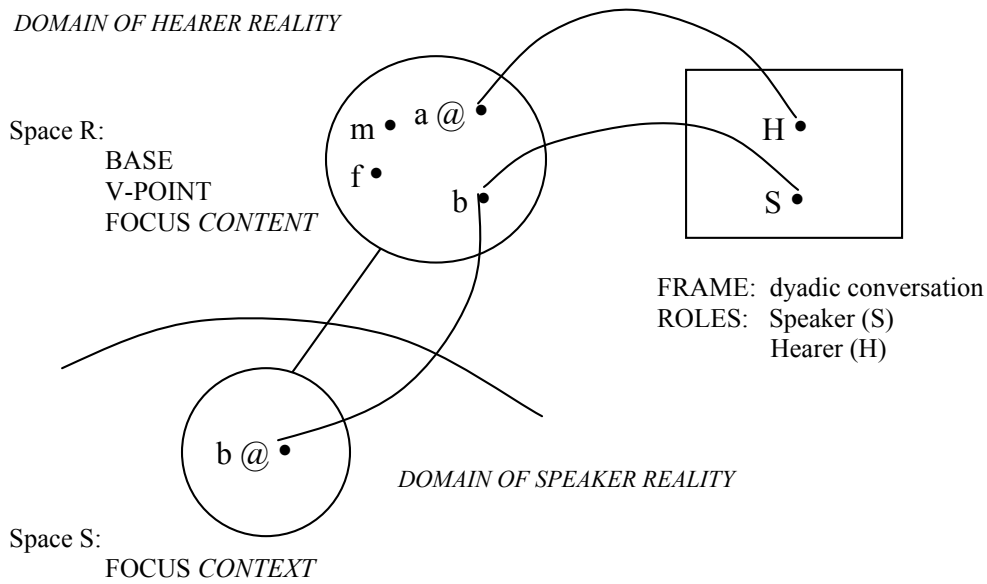 DOMAIN OF HEARER REALITY
a @
m
H
Space R:
BASE
f
V-POINT
b
S
FOCUS CONTENT
FRAME: dyadic conversation
ROLES: Speaker (S)
Hearer (H)
b @
DOMAIN OF SPEAKER REALITY
Space S:
FOCUS CONTEXT